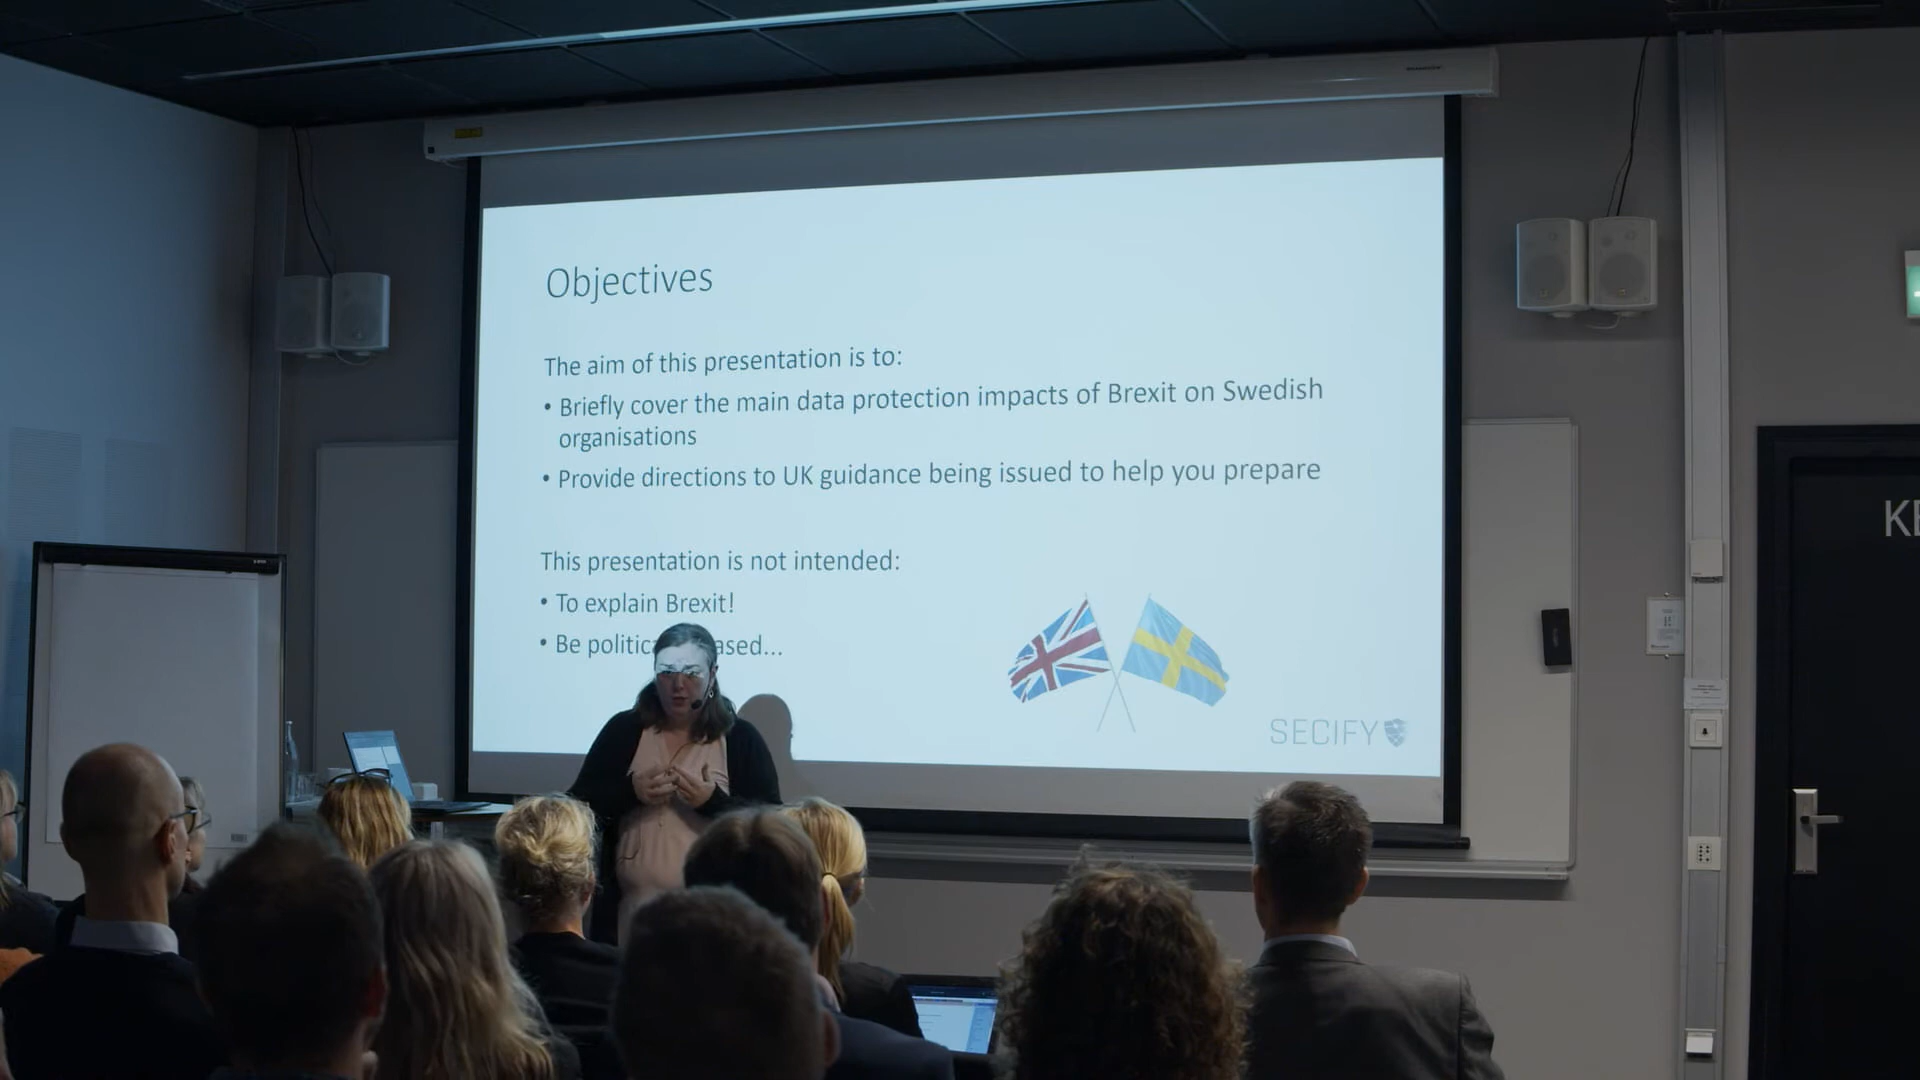 Objectives
The aim of this presentation is to:
• Briefly cover the main data protection impacts of Brexit on Swedish
organisations
• Provide directions to UK guidance being issued to help you prepare
This presentation is not intended:
• To explain Brexit!
• Be
SECIFY